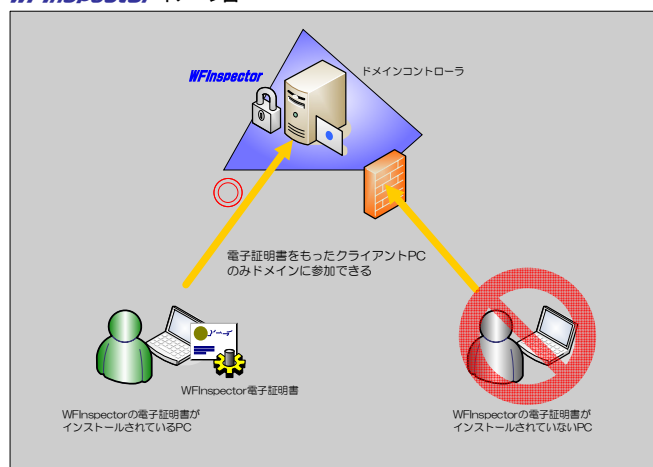 WFInspector
ドメインコントローラ
電子証明書をもったクライアントPC
のみドメインに参加できる
WFInspector電子証明書
WFInspectorの電子証明書が
インストールされているPC
WFInspectorの電子証明書が
インストールされていないPC